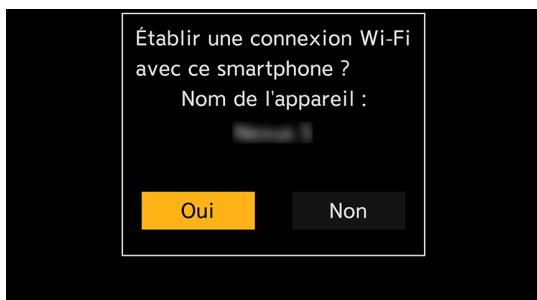 Établir une connexion Wi-Fi
avec ce smartphone ?
Nom de l'appareil :
Oui
Non